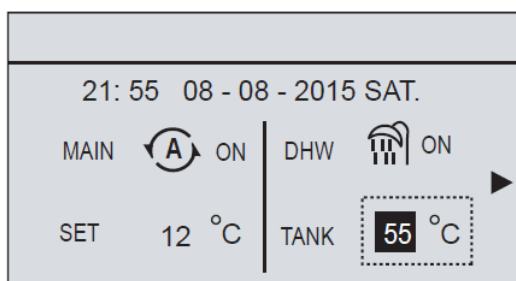 21: 55 08 - 08 - 2015 SAT.
MAIN A ON DHW ON
SET 12 °C TANK 55 °C